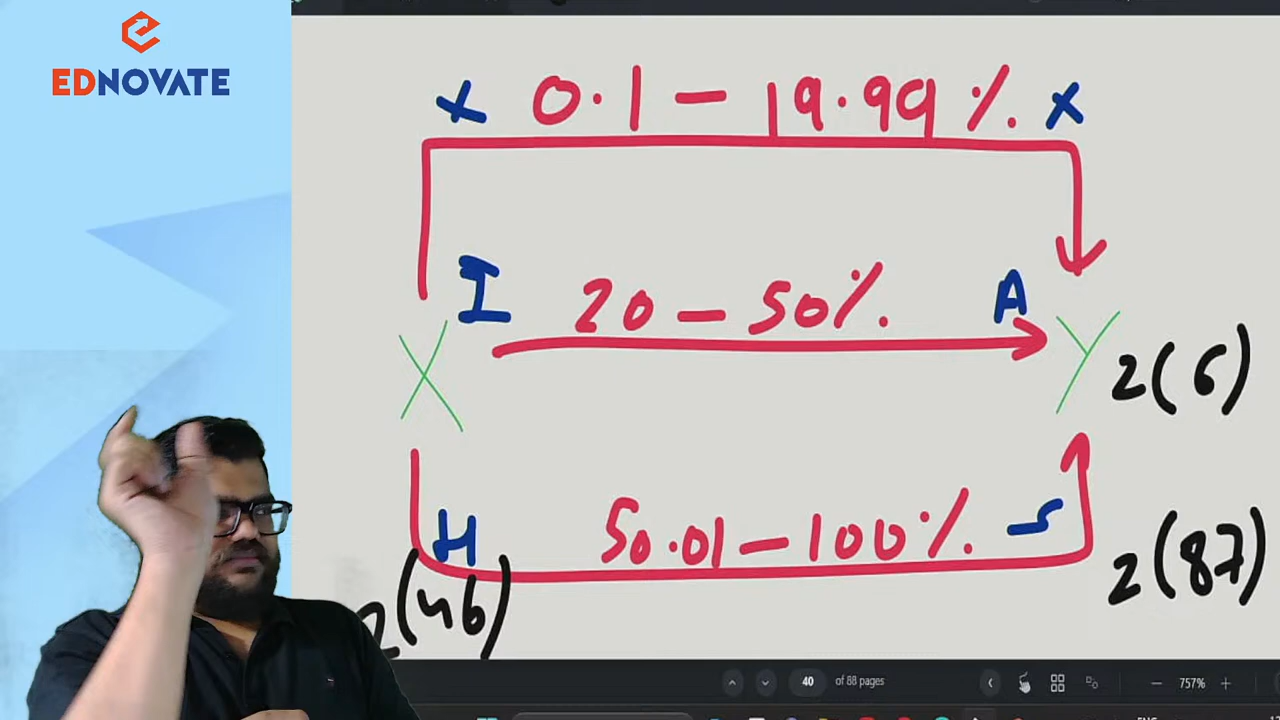 EDNOVATE
x 0.1 - 19.99%. x
I 20 - 50%. A
X Y 2(6)
H 50.01 - 100%. S
2(46) 2(87)
40 of 88 pages 757%